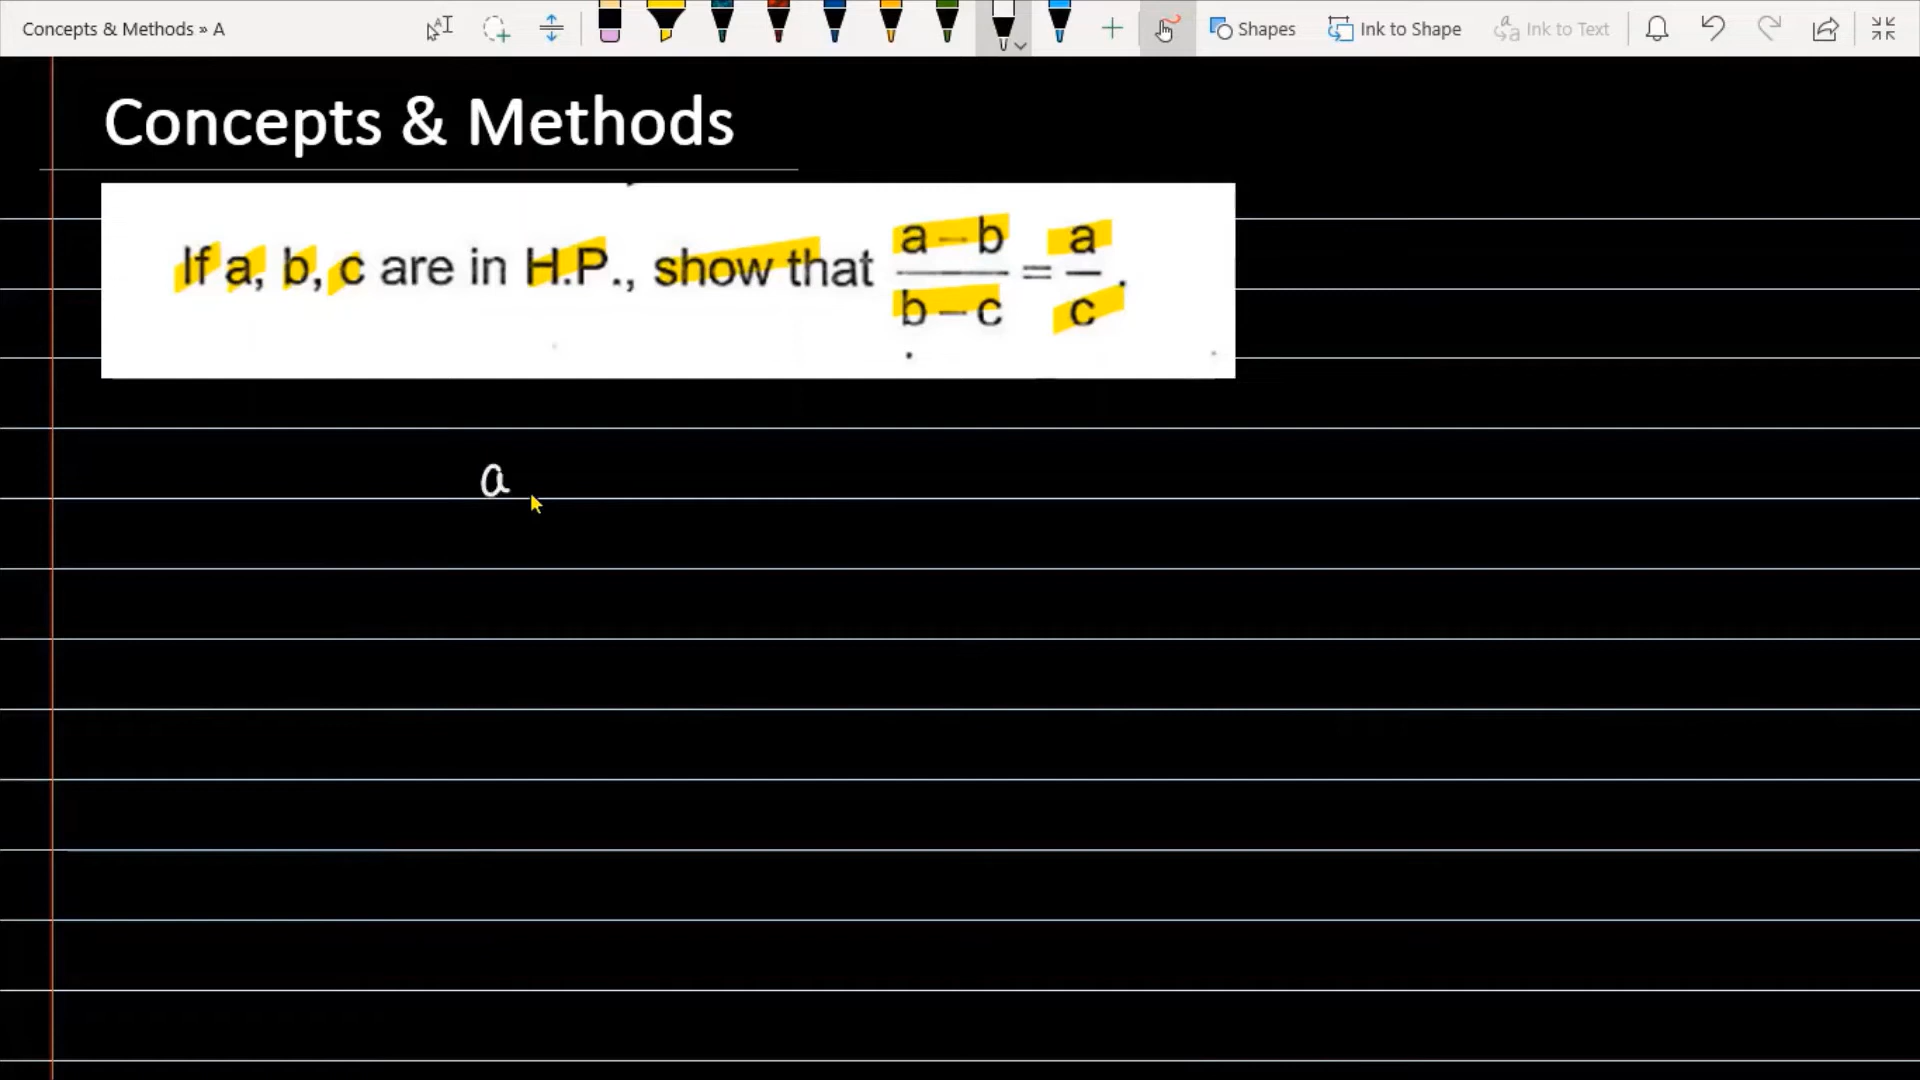 Concepts & Methods » A
Shapes Ink to Shape Ink to Text
Concepts & Methods
If a, b, c are in H.P., show that (a – b)/(b – c) = a/c.
a